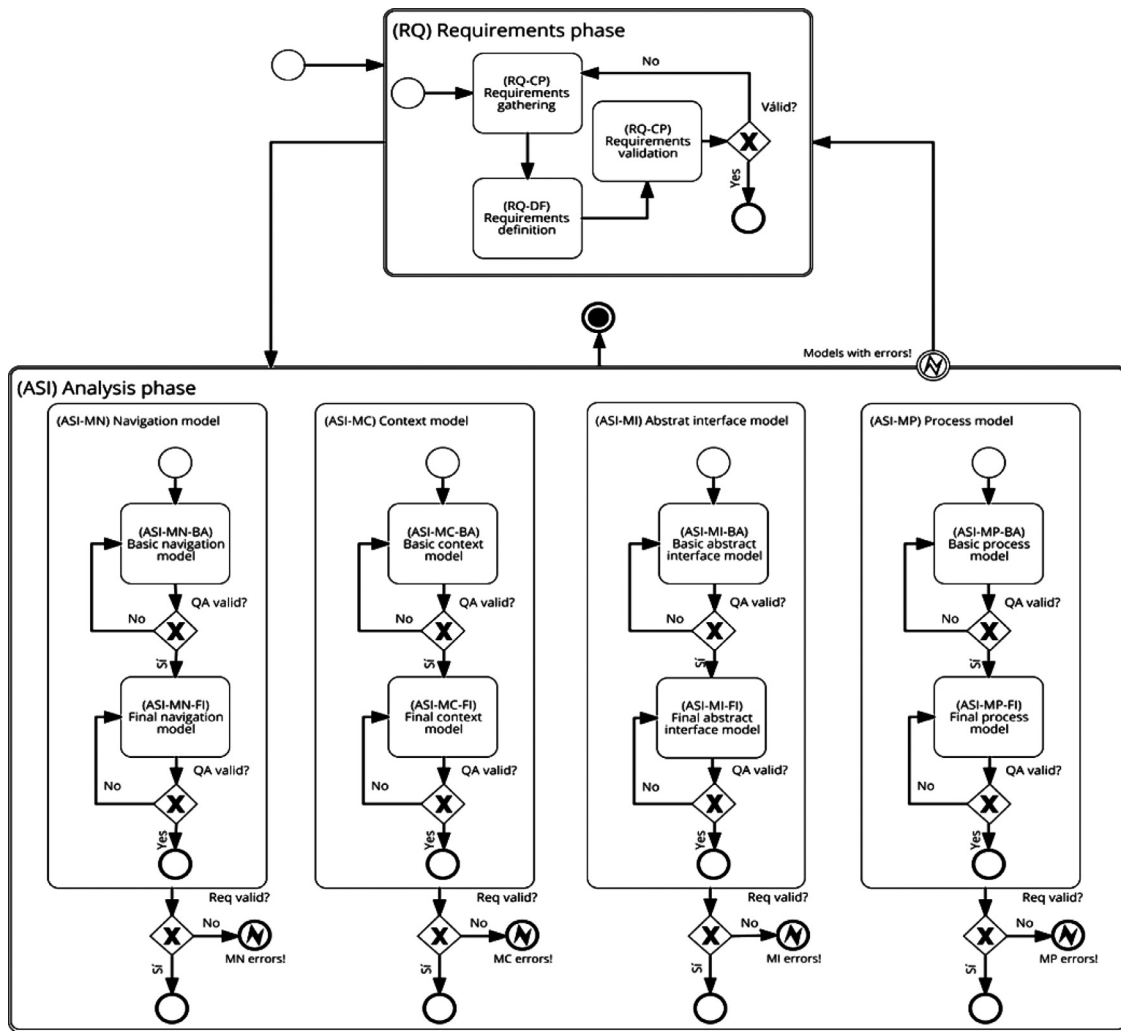 (RQ) Requirements phase
No
(RQ-CP)
Requirements
gathering
Válid?
(RQ-CP)
Requirements
validation
X
Yes
(RQ-DF)
Requirements
definition
Models with errors!
(ASI) Analysis phase
(ASI-MN) Navigation model
(ASI-MC) Context model
(ASI-MI) Abstrat interface model
(ASI-MP) Process model
(ASI-MN-BA)
Basic navigation
model
QA valid?
No
X
Sí
(ASI-MN-FI)
Final navigation
model
QA valid?
No
X
Yes
Req valid?
No
X
MN errors!
Sí
(ASI-MC-BA)
Basic context
model
QA valid?
No
X
Sí
(ASI-MC-FI)
Final context
model
QA valid?
No
X
Yes
Req valid?
No
X
MC errors!
Sí
(ASI-MI-BA)
Basic abstract
interface model
QA valid?
No
X
Sí
(ASI-MI-FI)
Final abstract
interface model
QA valid?
No
X
Yes
Req valid?
No
X
MI errors!
Sí
(ASI-MP-BA)
Basic process
model
QA valid?
No
X
Sí
(ASI-MP-FI)
Final process
model
QA valid?
No
X
Yes
Req valid?
No
X
MP errors!
Sí